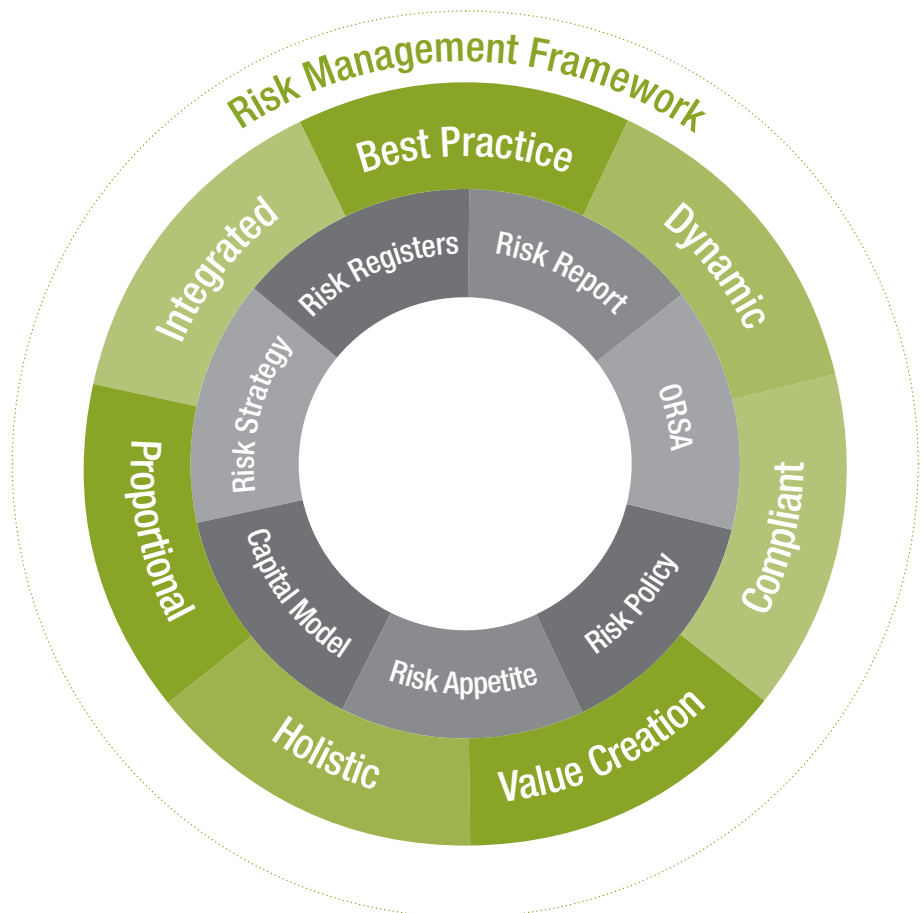 Risk Management Framework
Best Practice
Dynamic
Compliant
Value Creation
Holistic
Proportional
Integrated
Risk Registers
Risk Report
ORSA
Risk Policy
Risk Appetite
Capital Model
Risk Strategy